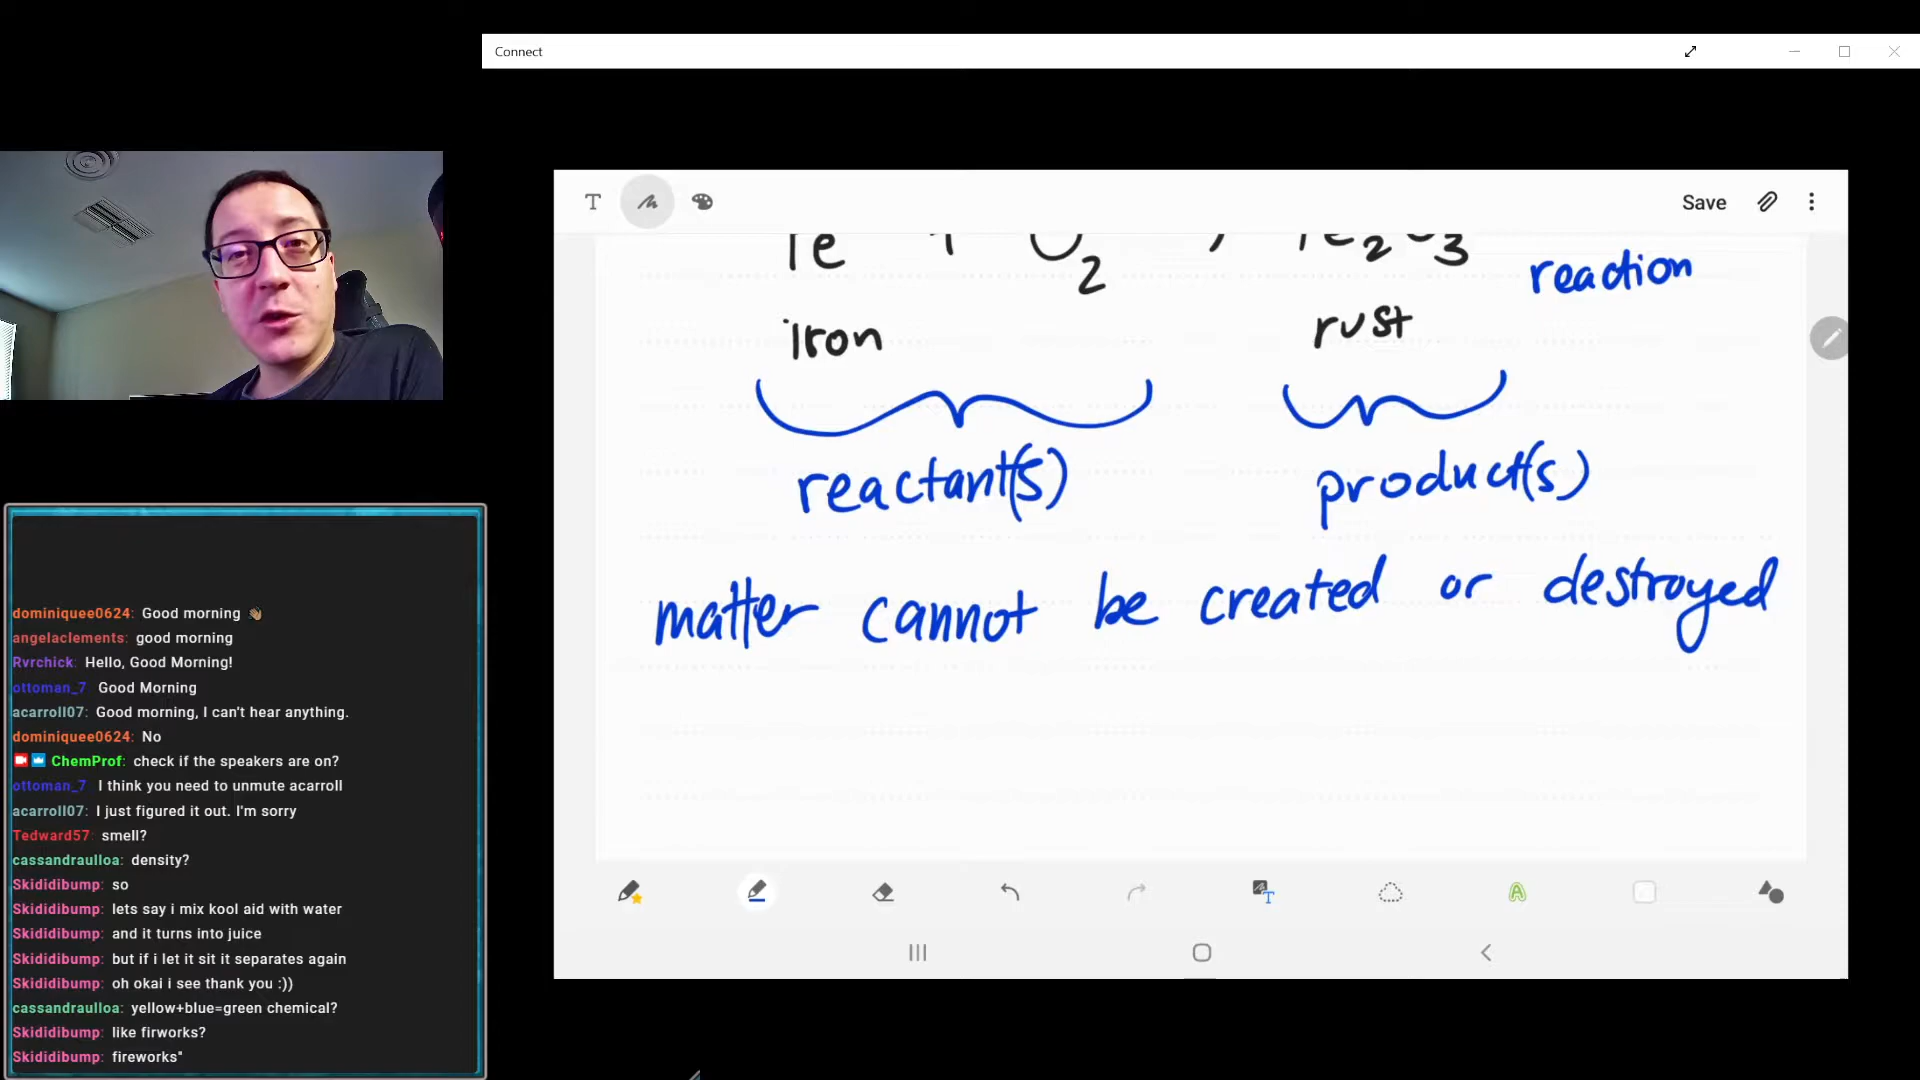 Connect
T
Save
Fe + O2 → Fe2O3
reaction
iron
rust
reactant(s)
product(s)
matter cannot be created or destroyed
T
A
dominiquee0624: Good morning 👋🏾
angelaclements: good morning
Rvrchick: Hello, Good Morning!
ottoman_7 Good Morning
acarroll07: Good morning, I can't hear anything.
dominiquee0624: No
ChemProf: check if the speakers are on?
ottoman_7 I think you need to unmute acarroll
acarroll07: I just figured it out. I'm sorry
Tedward57: smell?
cassandraulloa: density?
Skididibump: so
Skididibump: lets say i mix kool aid with water
Skididibump: and it turns into juice
Skididibump: but if i let it sit it separates again
Skididibump: oh okai i see thank you :))
cassandraulloa: yellow+blue=green chemical?
Skididibump: like firworks?
Skididibump: fireworks"